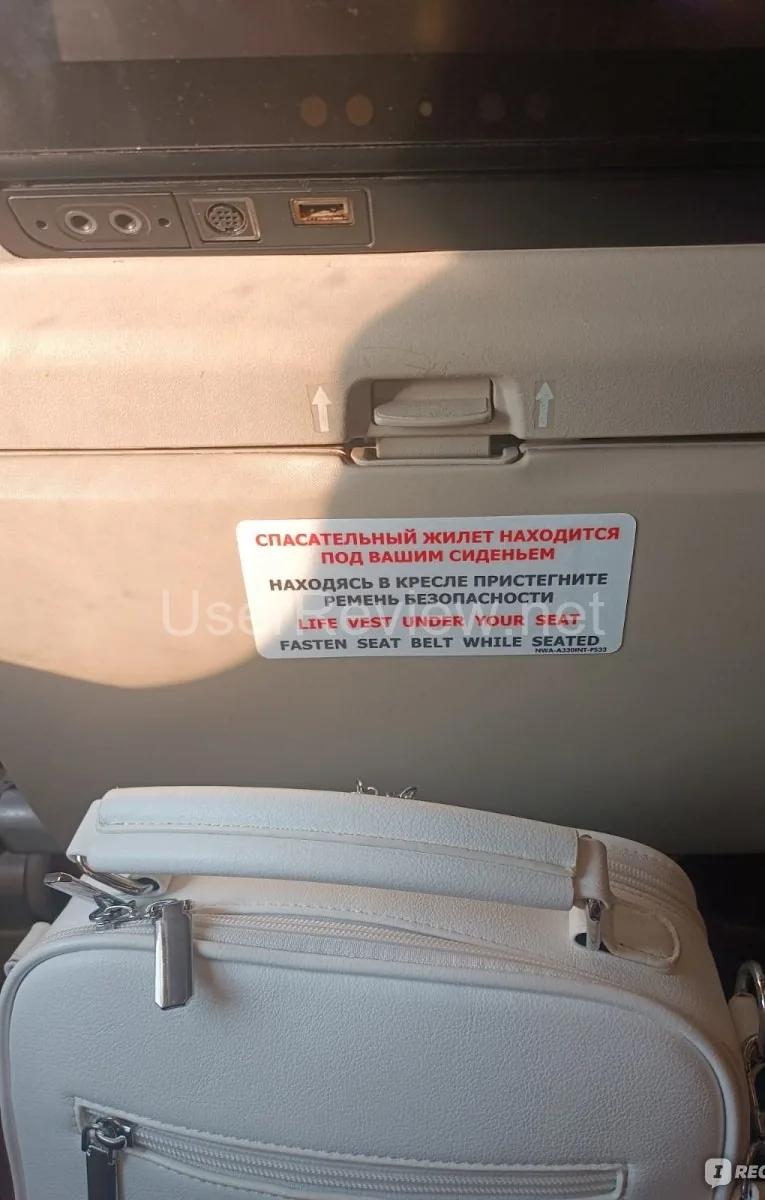 СПАСАТЕЛЬНЫЙ ЖИЛЕТ НАХОДИТСЯ
ПОД ВАШИМ СИДЕНЬЕМ
НАХОДЯСЬ В КРЕСЛЕ ПРИСТЕГНИТЕ
РЕМЕНЬ БЕЗОПАСНОСТИ
UserReview.net
LIFE VEST UNDER YOUR SEAT
FASTEN SEAT BELT WHILE SEATED
NWA-A330INT-P533